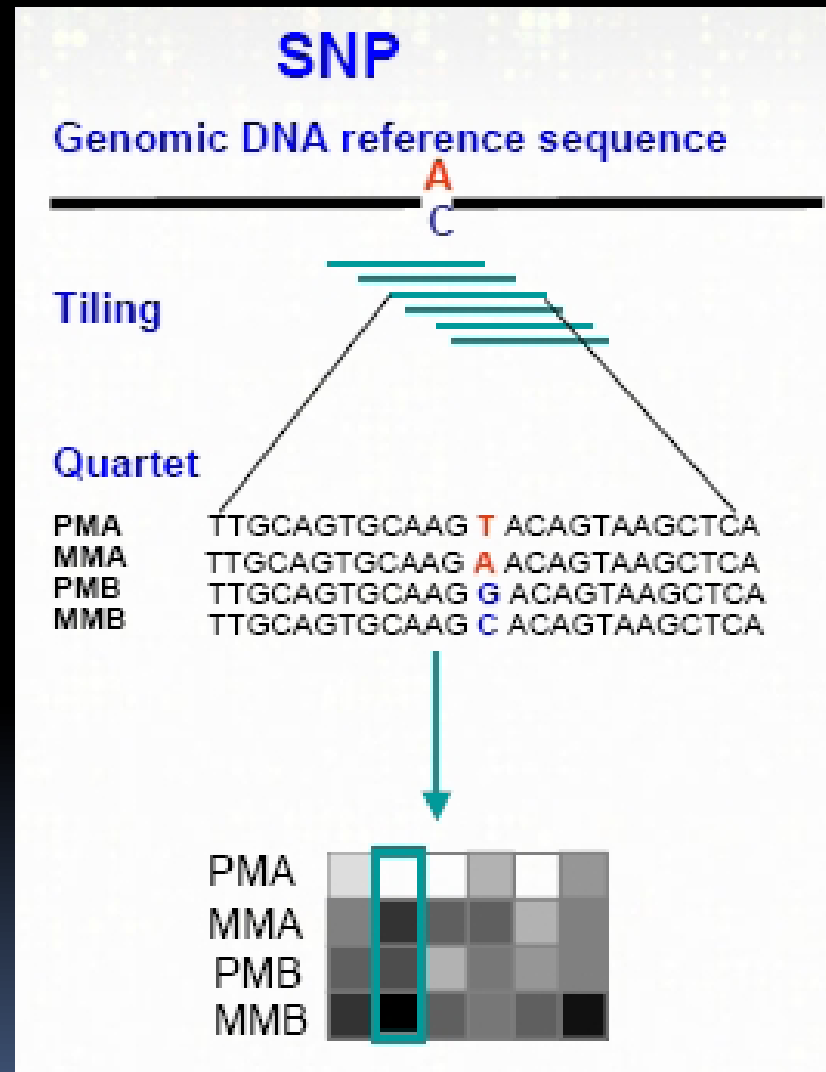 SNP
Genomic DNA reference sequence
A
C
Tiling
Quartet
PMA TTGCAGTGCAAG T ACAGTAAGCTCA
MMA TTGCAGTGCAAG A ACAGTAAGCTCA
PMB TTGCAGTGCAAG G ACAGTAAGCTCA
MMB TTGCAGTGCAAG C ACAGTAAGCTCA
PMA
MMA
PMB
MMB